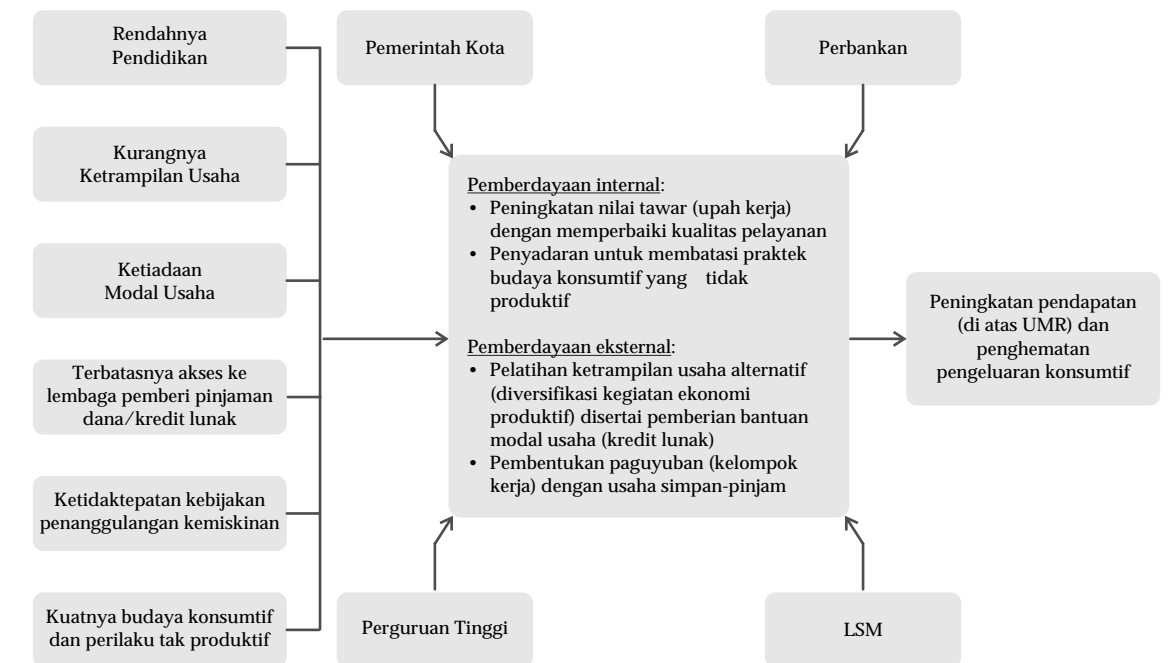 Rendahnya
Pendidikan
Kurangnya
Ketrampilan Usaha
Ketiadaan
Modal Usaha
Terbatasnya akses ke
lembaga pemberi pinjaman
dana/kredit lunak
Ketidaktepatan kebijakan
penanggulangan kemiskinan
Kuatnya budaya konsumtif
dan perilaku tak produktif
Pemerintah Kota
Perbankan
Pemberdayaan internal:
• Peningkatan nilai tawar (upah kerja)
dengan memperbaiki kualitas pelayanan
• Penyadaran untuk membatasi praktek
budaya konsumtif yang tidak
produktif
Pemberdayaan eksternal:
• Pelatihan ketrampilan usaha alternatif
(diversifikasi kegiatan ekonomi
produktif) disertai pemberian bantuan
modal usaha (kredit lunak)
• Pembentukan paguyuban (kelompok
kerja) dengan usaha simpan-pinjam
Perguruan Tinggi
LSM
Peningkatan pendapatan
(di atas UMR) dan
penghematan
pengeluaran konsumtif